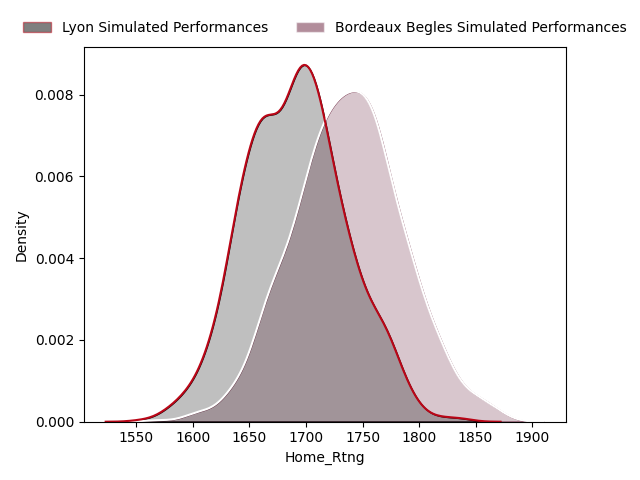 Lyon Simulated Performances
Bordeaux Begles Simulated Performances
Density
0.008
0.006
0.004
0.002
0.000
1550 1600 1650 1700 1750 1800 1850 1900
Home_Rtng